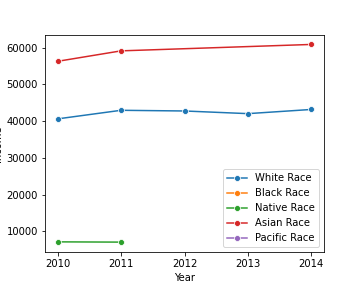 60000
50000
40000
30000
20000
10000
2010 2011 2012 2013 2014
Year
White Race
Black Race
Native Race
Asian Race
Pacific Race